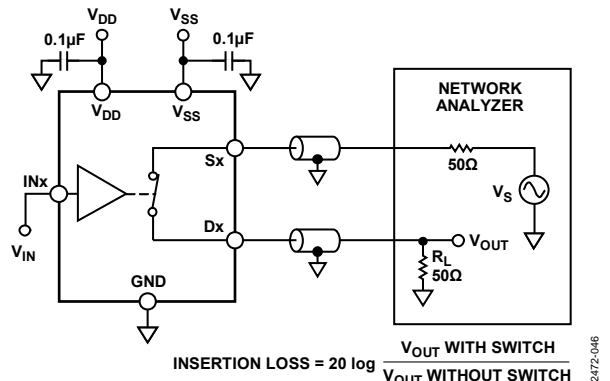 VDD
VSS
0.1µF
0.1µF
VDD
VSS
NETWORK
ANALYZER
Sx
50Ω
INx
VS
Dx
VOUT
VIN
RL
50Ω
GND
INSERTION LOSS = 20 log VOUT WITH SWITCH
VOUT WITHOUT SWITCH
2472-046